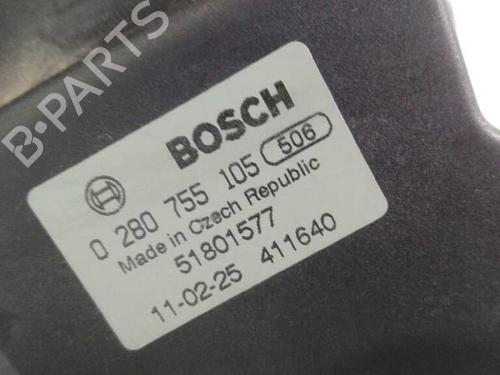 B-PARTS
BOSCH
0 280 755 105 506
Made in Czech Republic
51801577
11-02-25 411640